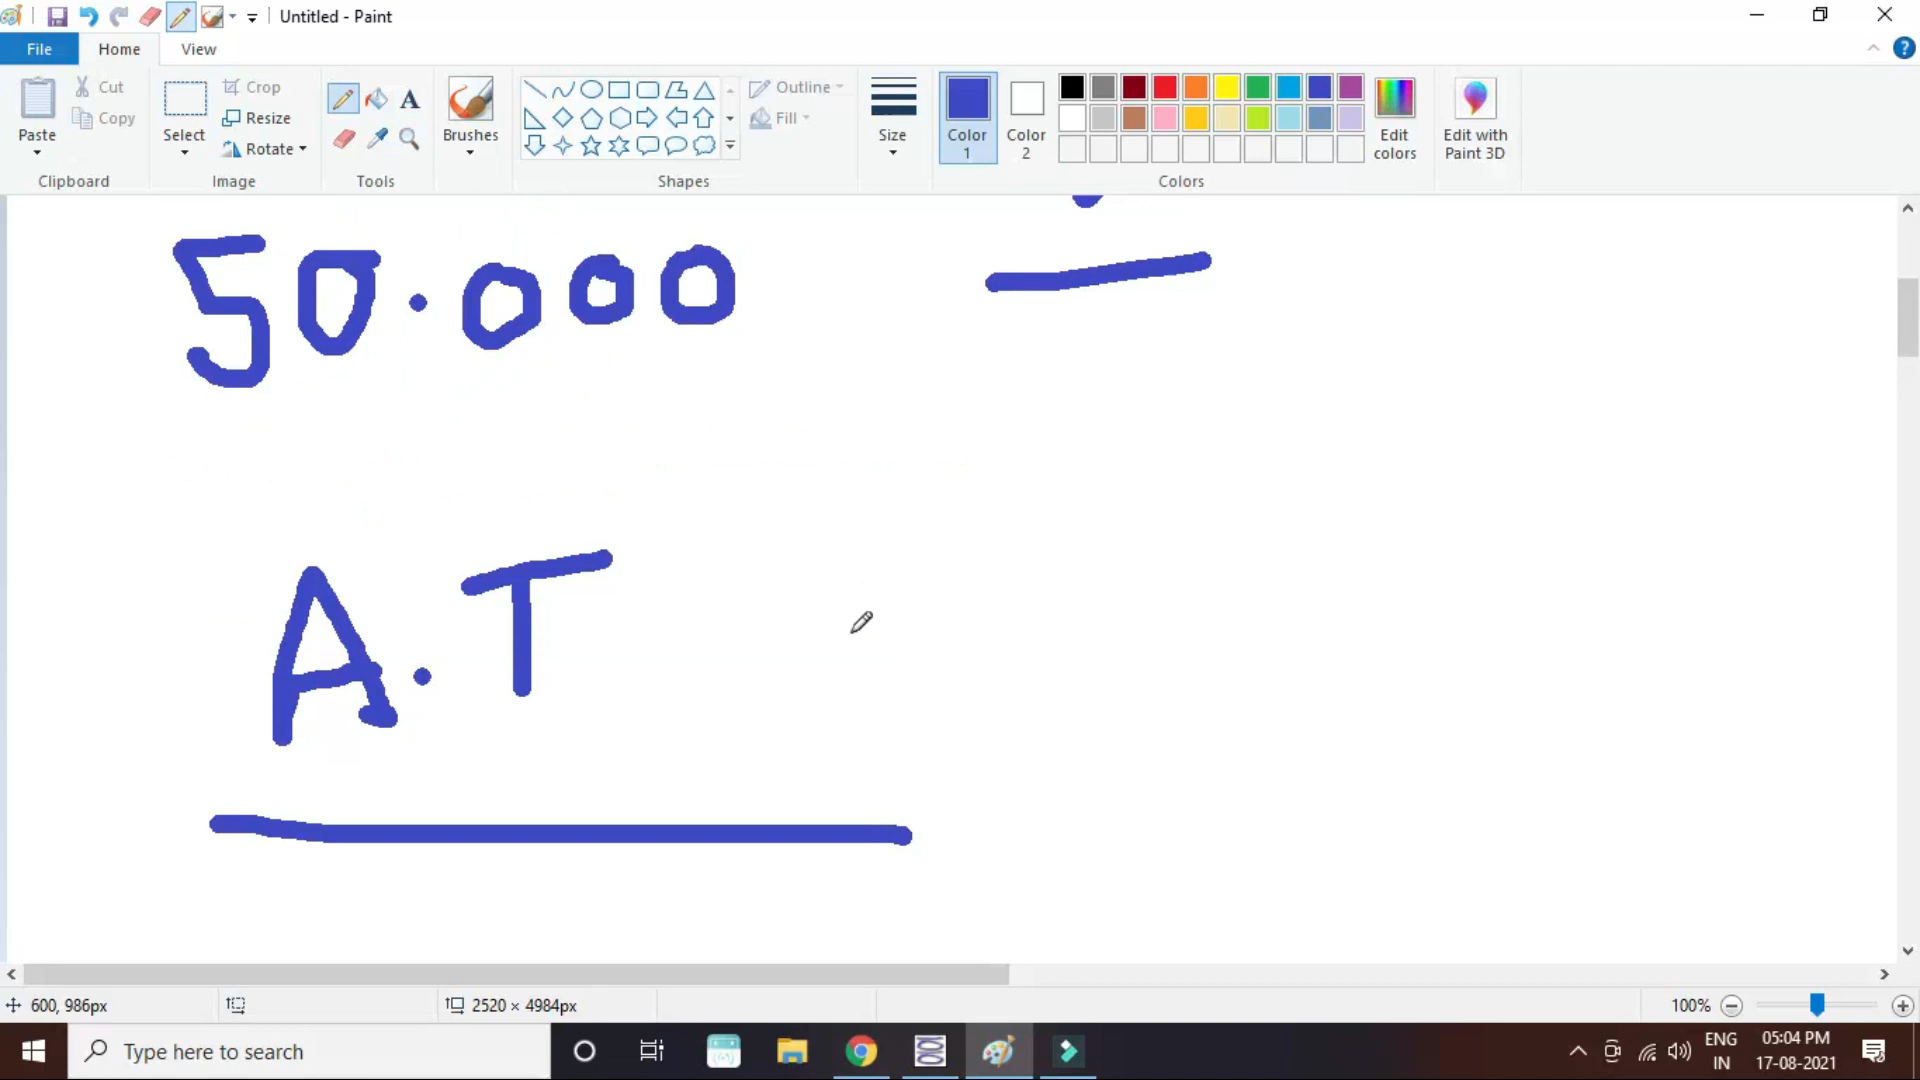 Untitled - Paint
File Home View
Paste Cut Copy Clipboard
Select Crop Resize Rotate Image
Tools
Brushes
Shapes
Outline Fill
Size
Color 1 Color 2
Edit colors
Colors
Edit with Paint 3D
50.000
A.T
600, 986px
2520 × 4984px
100%
Type here to search
ENG IN
05:04 PM
17-08-2021